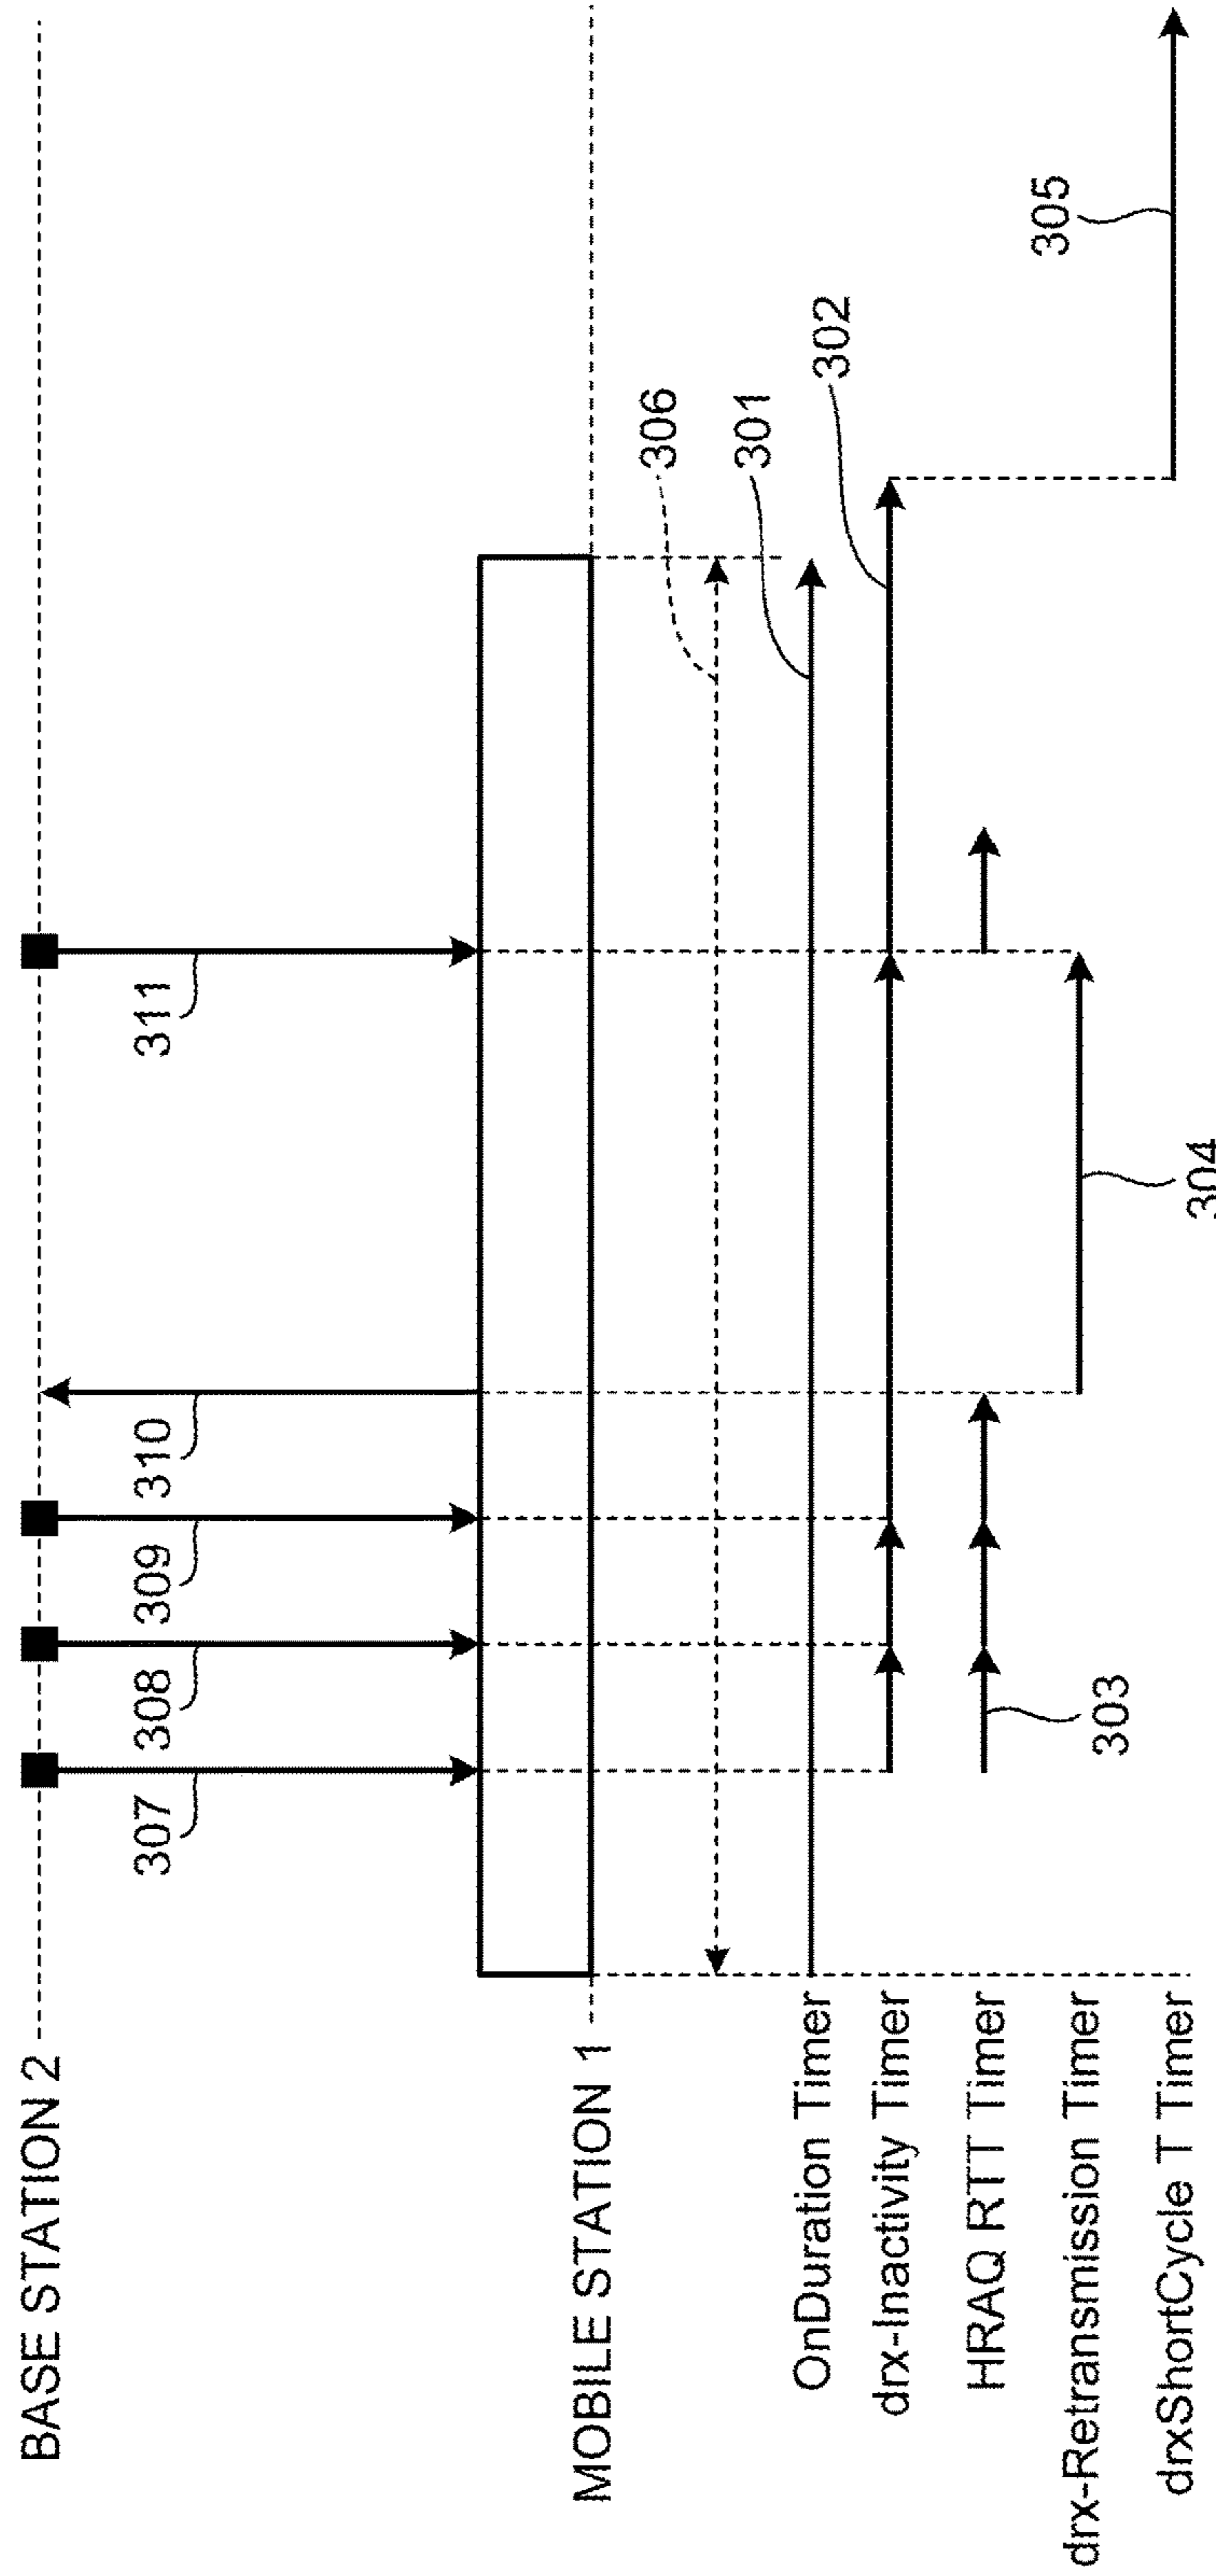 BASE STATION 2
307
308
309
310
311
MOBILE STATION 1
306
301
OnDuration Timer
302
drx-Inactivity Timer
HRAQ RTT Timer
303
304
drx-Retransmission Timer
305
drxShortCycle T Timer